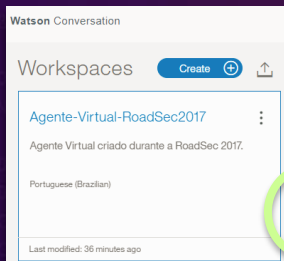 Watson Conversation
Workspaces
Create
Agente-Virtual-RoadSec2017
Agente Virtual criado durante a RoadSec 2017.
Portuguese (Brazilian)
Last modified: 36 minutes ago